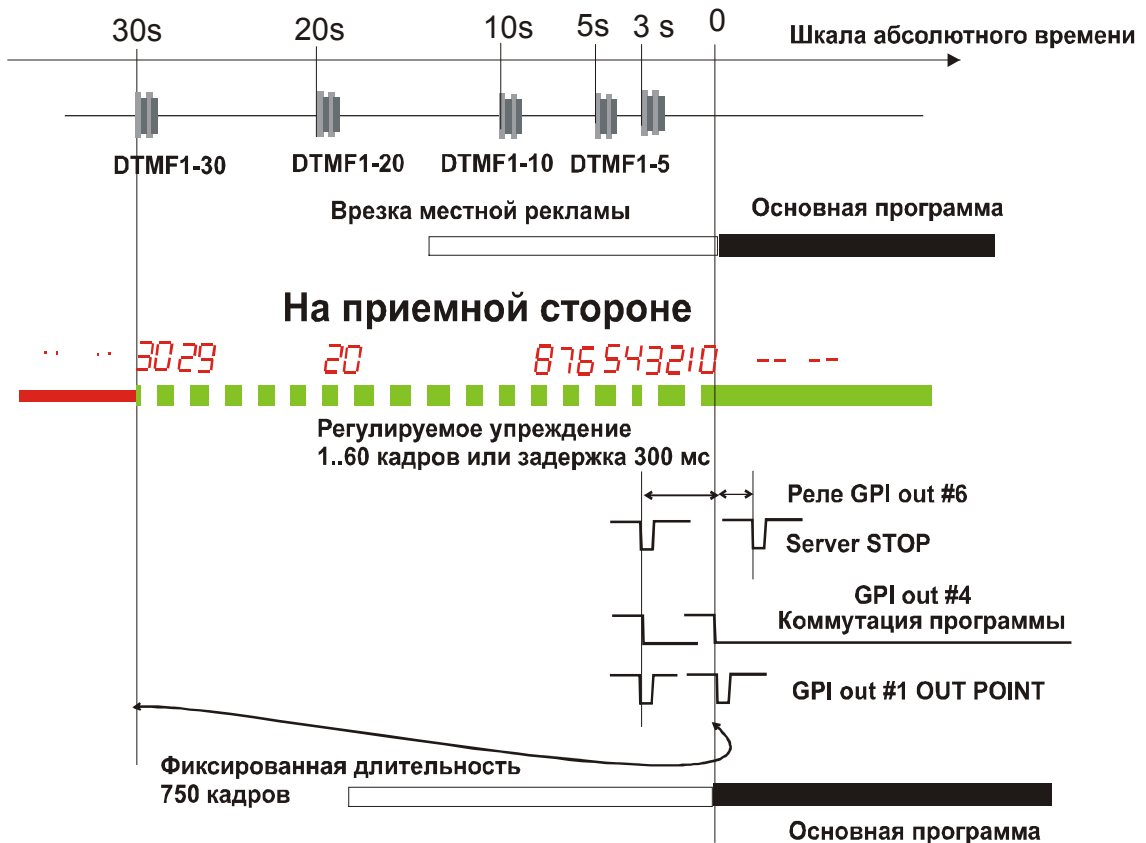 30s 20s 10s 5s 3 s 0
Шкала абсолютного времени
DTMF1-30 DTMF1-20 DTMF1-10 DTMF1-5
Врезка местной рекламы
Основная программа
На приемной стороне
30 29 20 8 7 6 5 4 3 2 1 0 -- --
Регулируемое упреждение
1..60 кадров или задержка 300 мс
Реле GPI out #6
Server STOP
GPI out #4
Коммутация программы
GPI out #1 OUT POINT
Фиксированная длительность
750 кадров
Основная программа